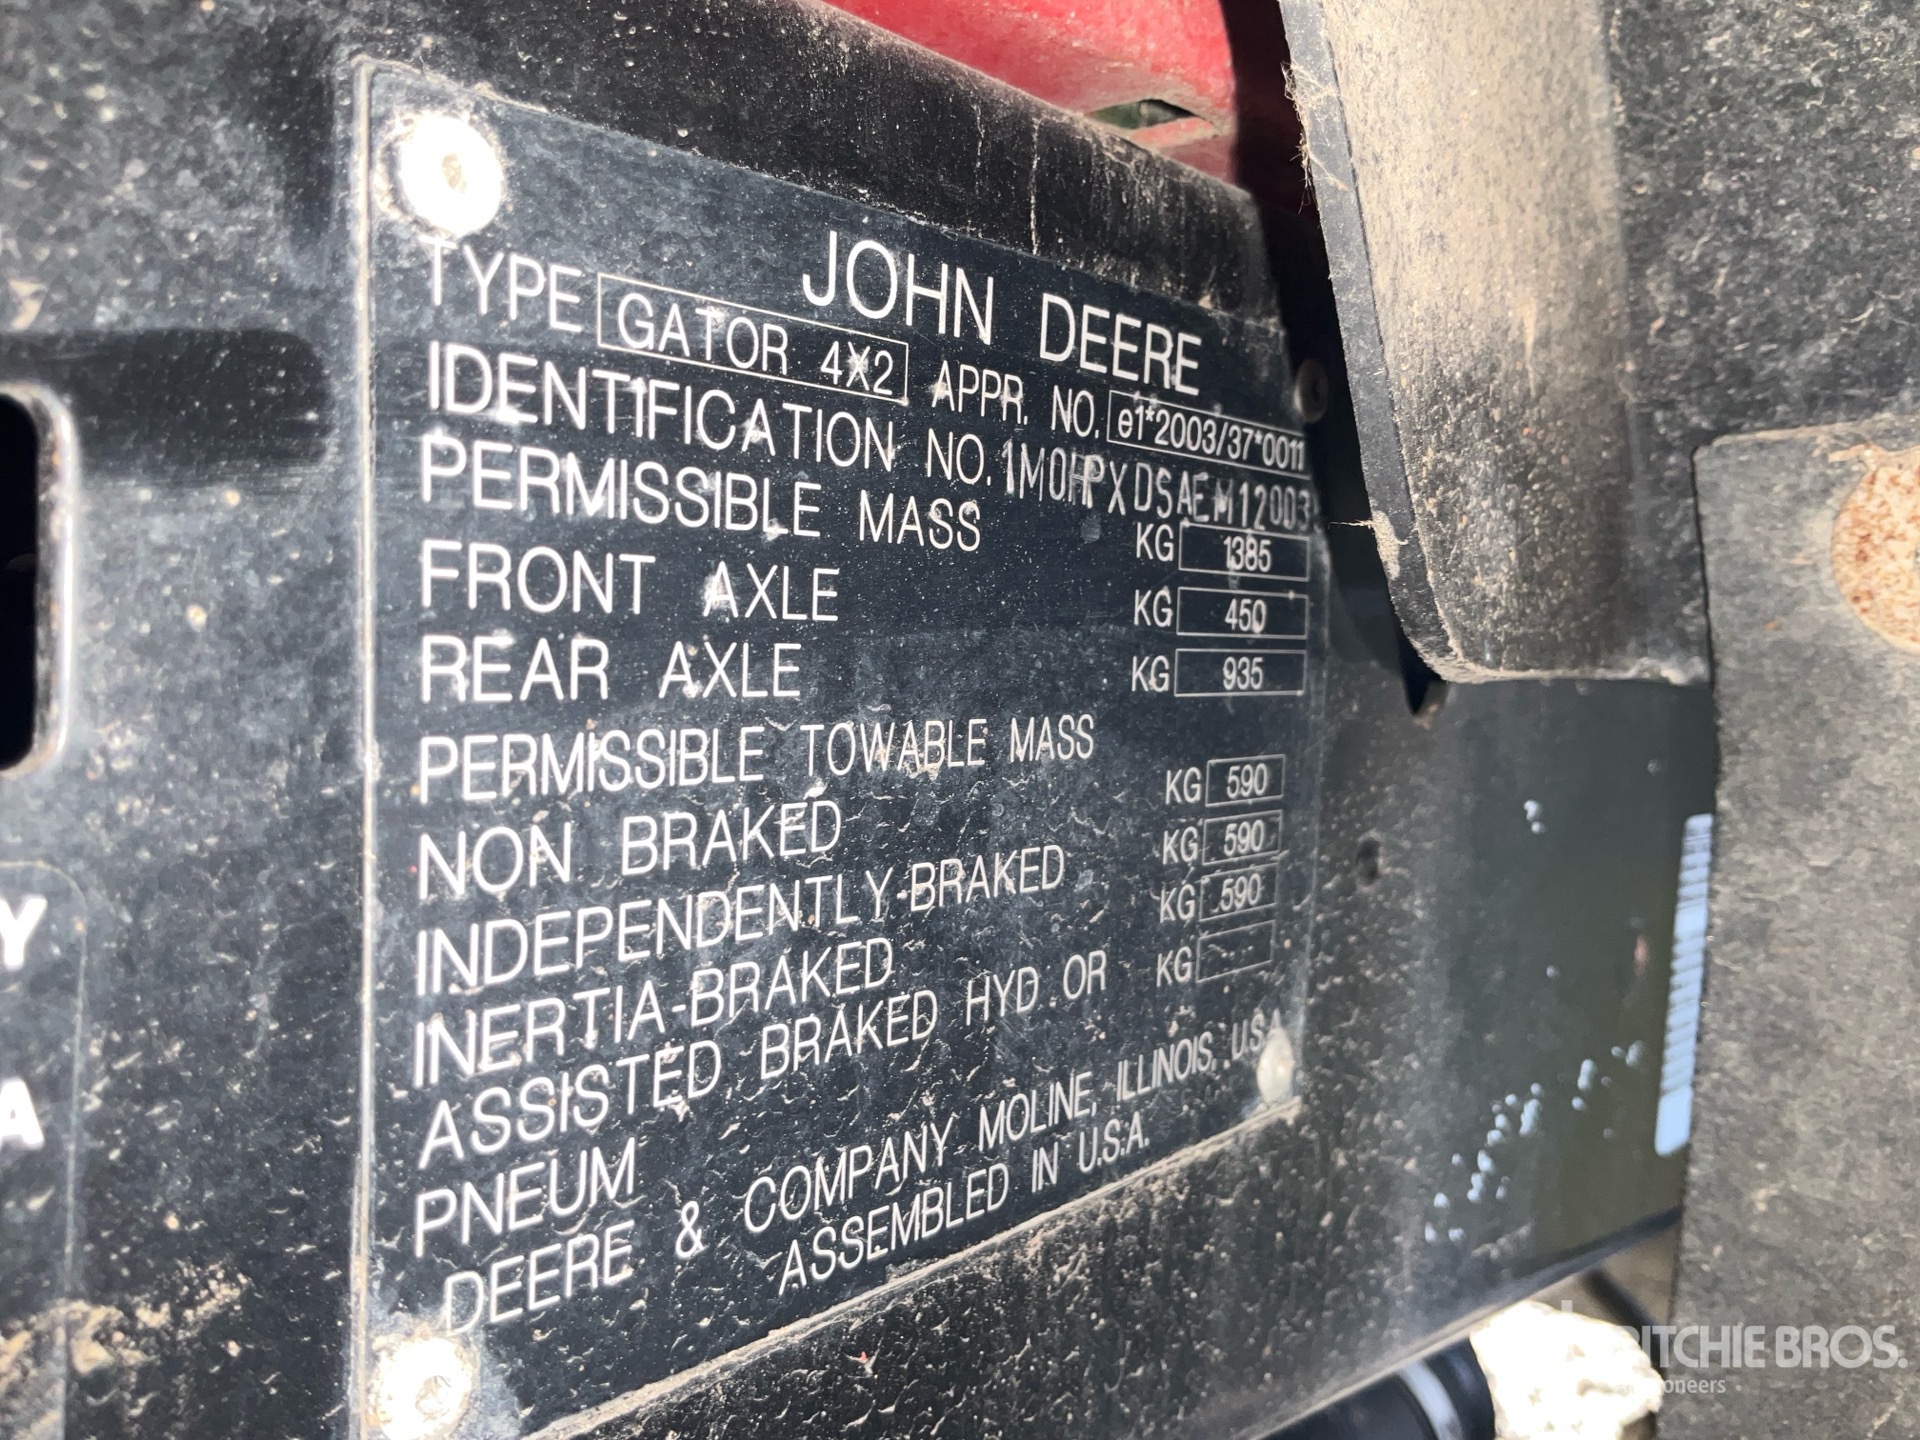 JOHN DEERE
TYPE GATOR 4X2 APPR. NO. e1*2003/37*0011
IDENTIFICATION NO. 1M0HPXDSAEM12003
PERMISSIBLE MASS KG 1385
FRONT AXLE KG 450
REAR AXLE KG 935
PERMISSIBLE TOWABLE MASS
NON BRAKED KG 590
INDEPENDENTLY-BRAKED KG 590
INERTIA-BRAKED KG 590
ASSISTED BRAKED HYD OR KG
PNEUM
DEERE & COMPANY MOLINE, ILLINOIS, U.S.A.
ASSEMBLED IN U.S.A.
Y
A
RITCHIE BROS.